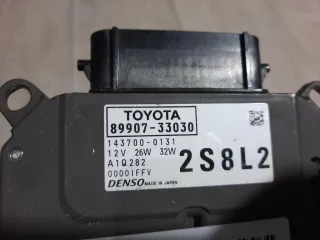 TOYOTA
89907-33030
143700-0131
12V 26W 32W
A1Q282
00001FFV
2S8L2
DENSO MADE IN JAPAN